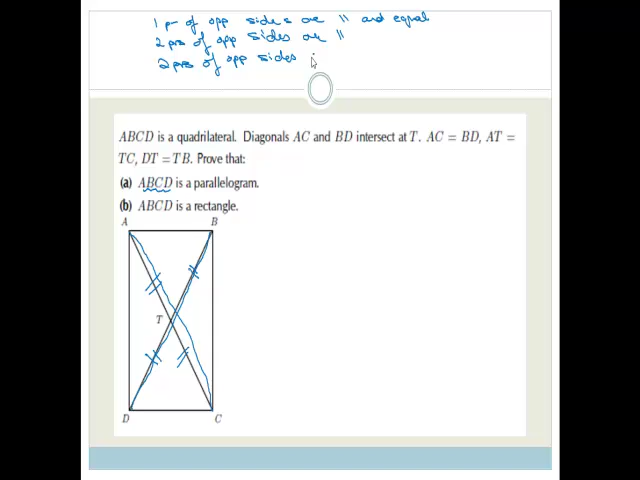 1 pr of opp sides are || and equal
2 prs of opp sides are ||
2 prs of opp sides
ABCD is a quadrilateral. Diagonals AC and BD intersect at T. AC = BD, AT =
TC, DT = TB. Prove that:
(a) ABCD is a parallelogram.
(b) ABCD is a rectangle.
A B
T
D C